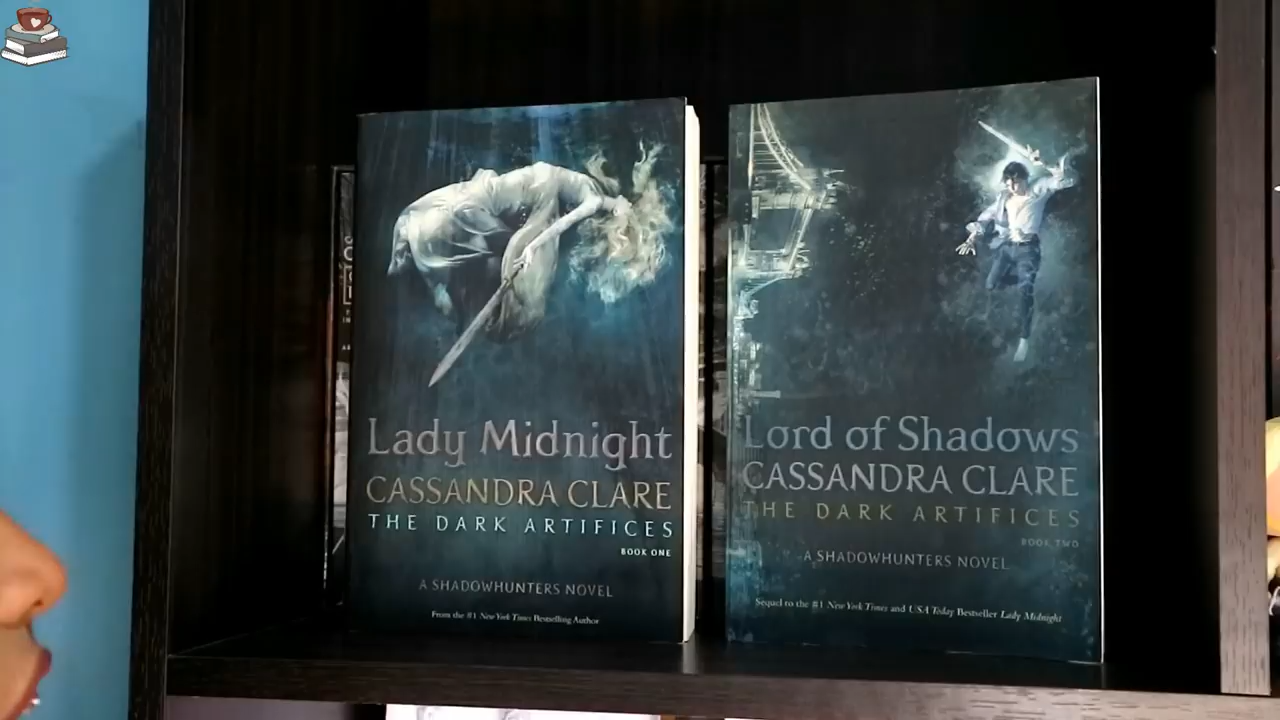 Lady Midnight
CASSANDRA CLARE
THE DARK ARTIFICES
BOOK ONE
A SHADOWHUNTERS NOVEL
From the #1 New York Times Bestselling Author
Lord of Shadows
CASSANDRA CLARE
THE DARK ARTIFICES
BOOK TWO
A SHADOWHUNTERS NOVEL
Sequel to the #1 New York Times and USA Today Bestseller Lady Midnight